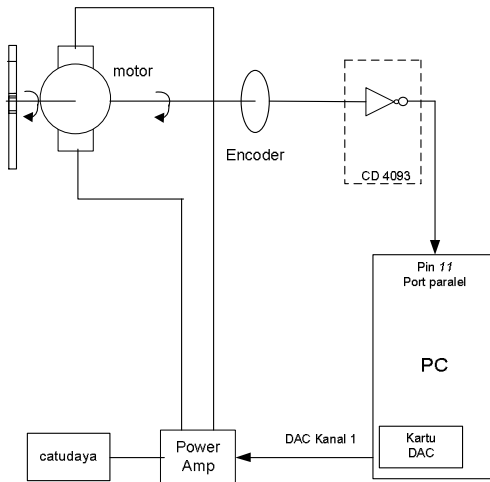 motor
Encoder
CD 4093
Pin 11
Port paralel
PC
DAC Kanal 1
Kartu
DAC
catudaya
Power
Amp